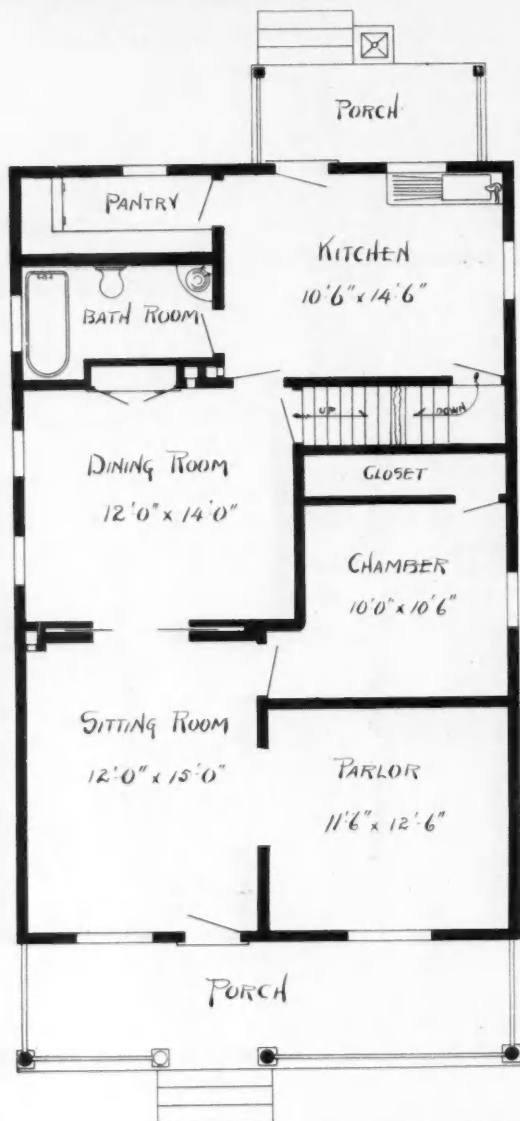 PORCH
PANTRY
KITCHEN
10'6" x 14'6"
BATH ROOM
UP
DOWN
DINING ROOM
12'0" x 14'0"
CLOSET
CHAMBER
10'0" x 10'6"
SITTING ROOM
12'0" x 15'0"
PARLOR
11'6" x 12'6"
PORCH